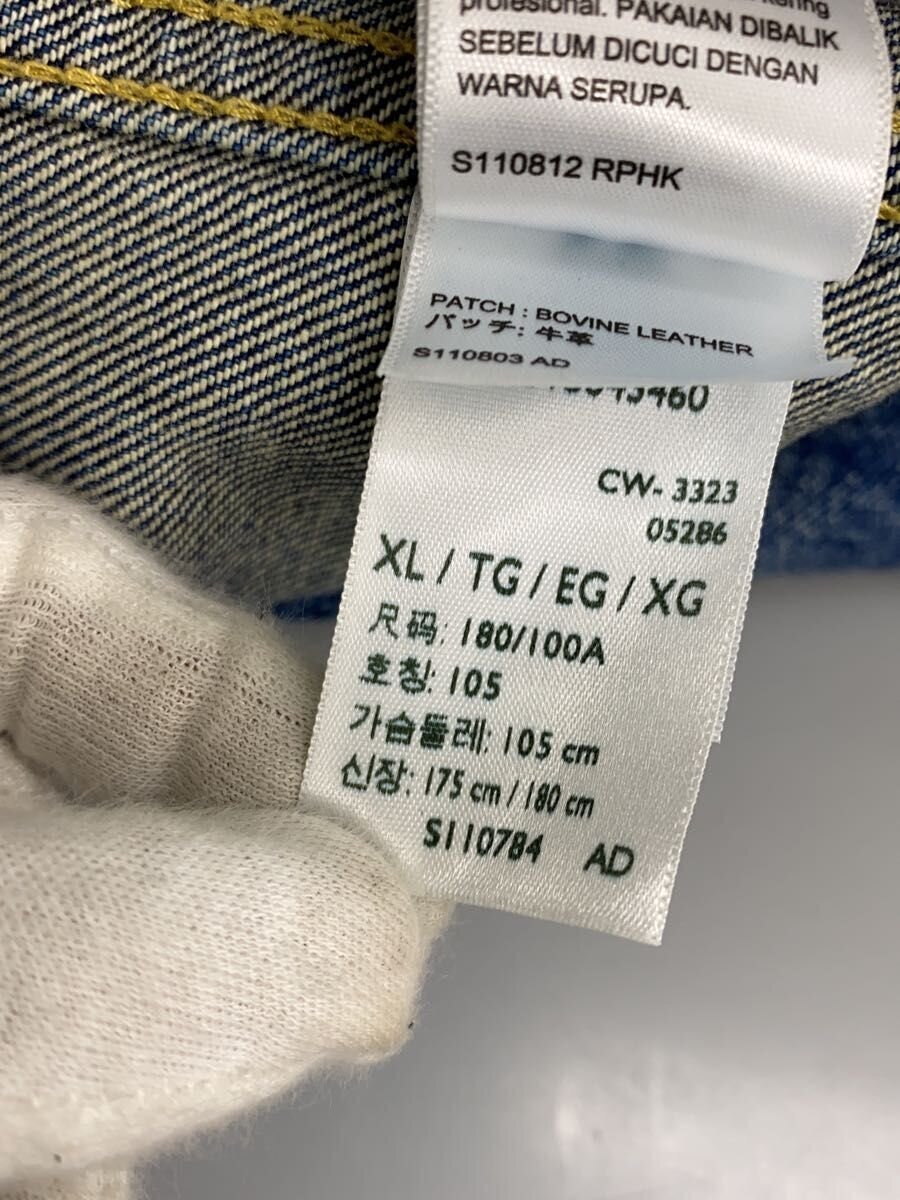 profesional. PAKAIAN DIBALIK
SEBELUM DICUCI DENGAN
WARNA SERUPA.
S110812 RPHK
PATCH : BOVINE LEATHER
パッチ: 牛革
S110803 AD
CW- 3323
05286
XL / TG / EG / XG
尺码: 180/100A
호칭: 105
가슴둘레: 105 cm
신장: 175 cm / 180 cm
S110784 AD